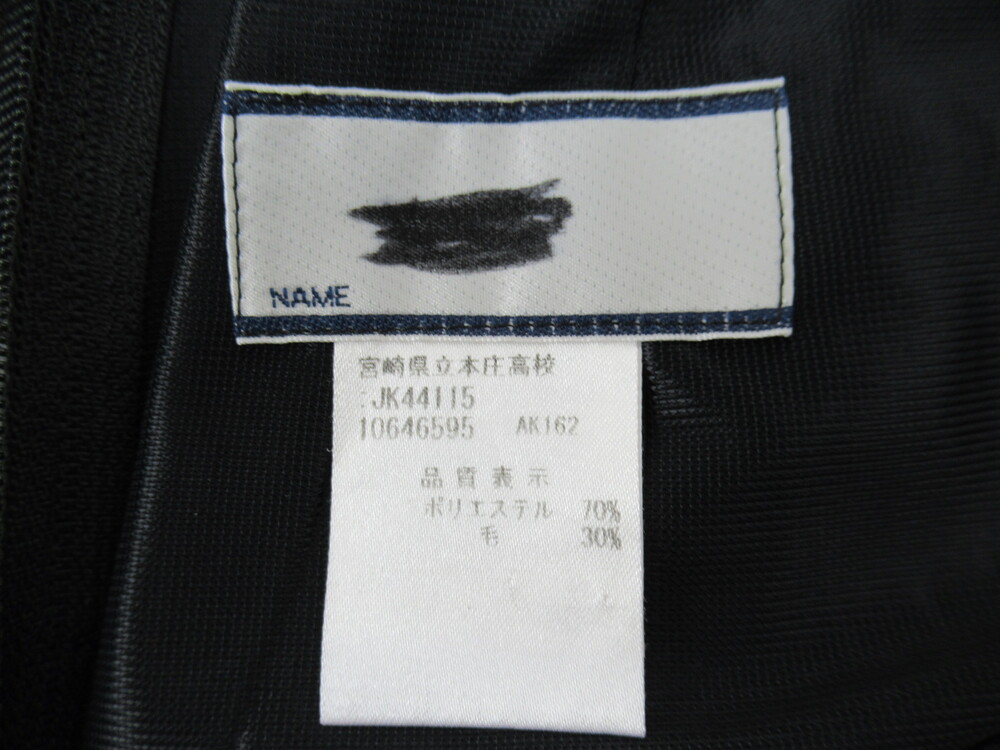 NAME
宮崎県立本庄高校
:JK44115
10646595 AK162
品質表示
ポリエステル 70%
毛 30%